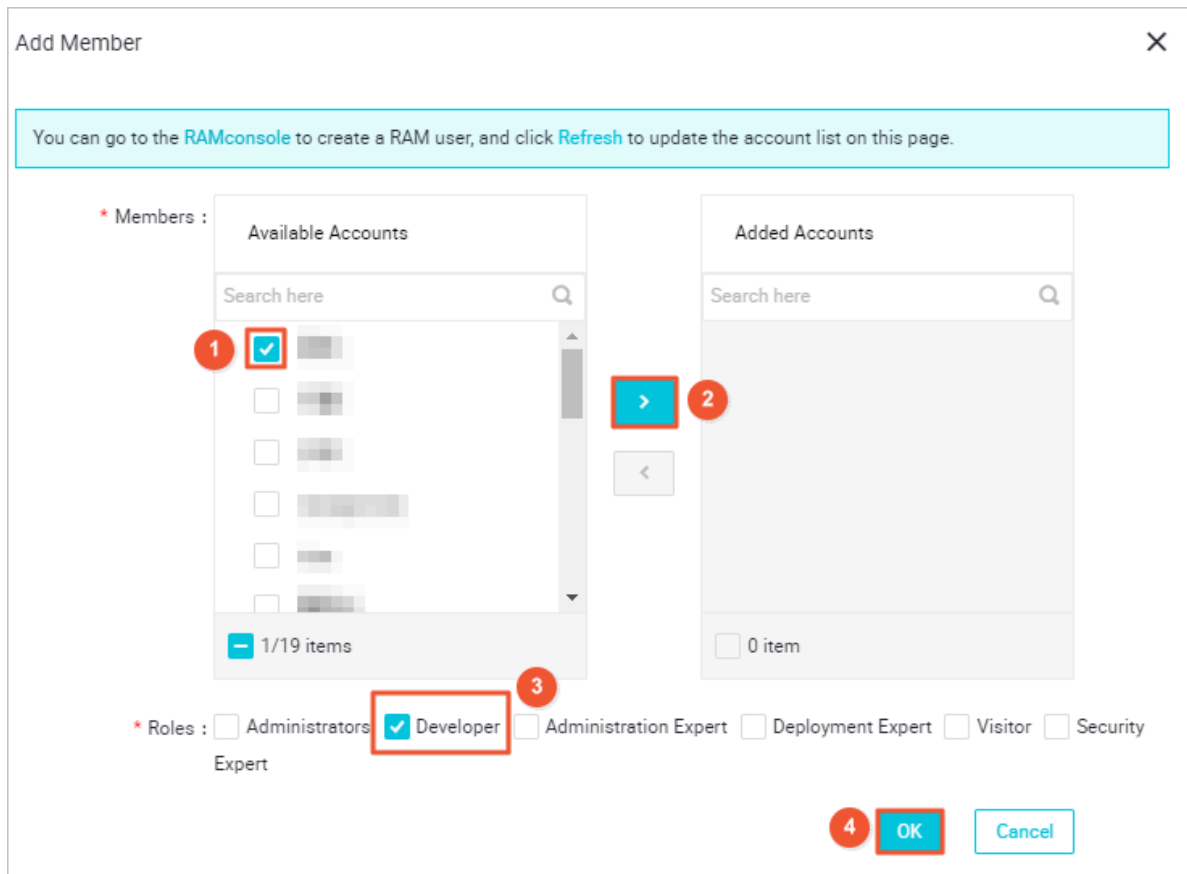 Add Member
You can go to the RAMconsole to create a RAM user, and click Refresh to update the account list on this page.
* Members :
Available Accounts
Added Accounts
Search here
Search here
1
2
1/19 items
0 item
3
* Roles : Administrators Developer Administration Expert Deployment Expert Visitor Security
Expert
4 OK Cancel